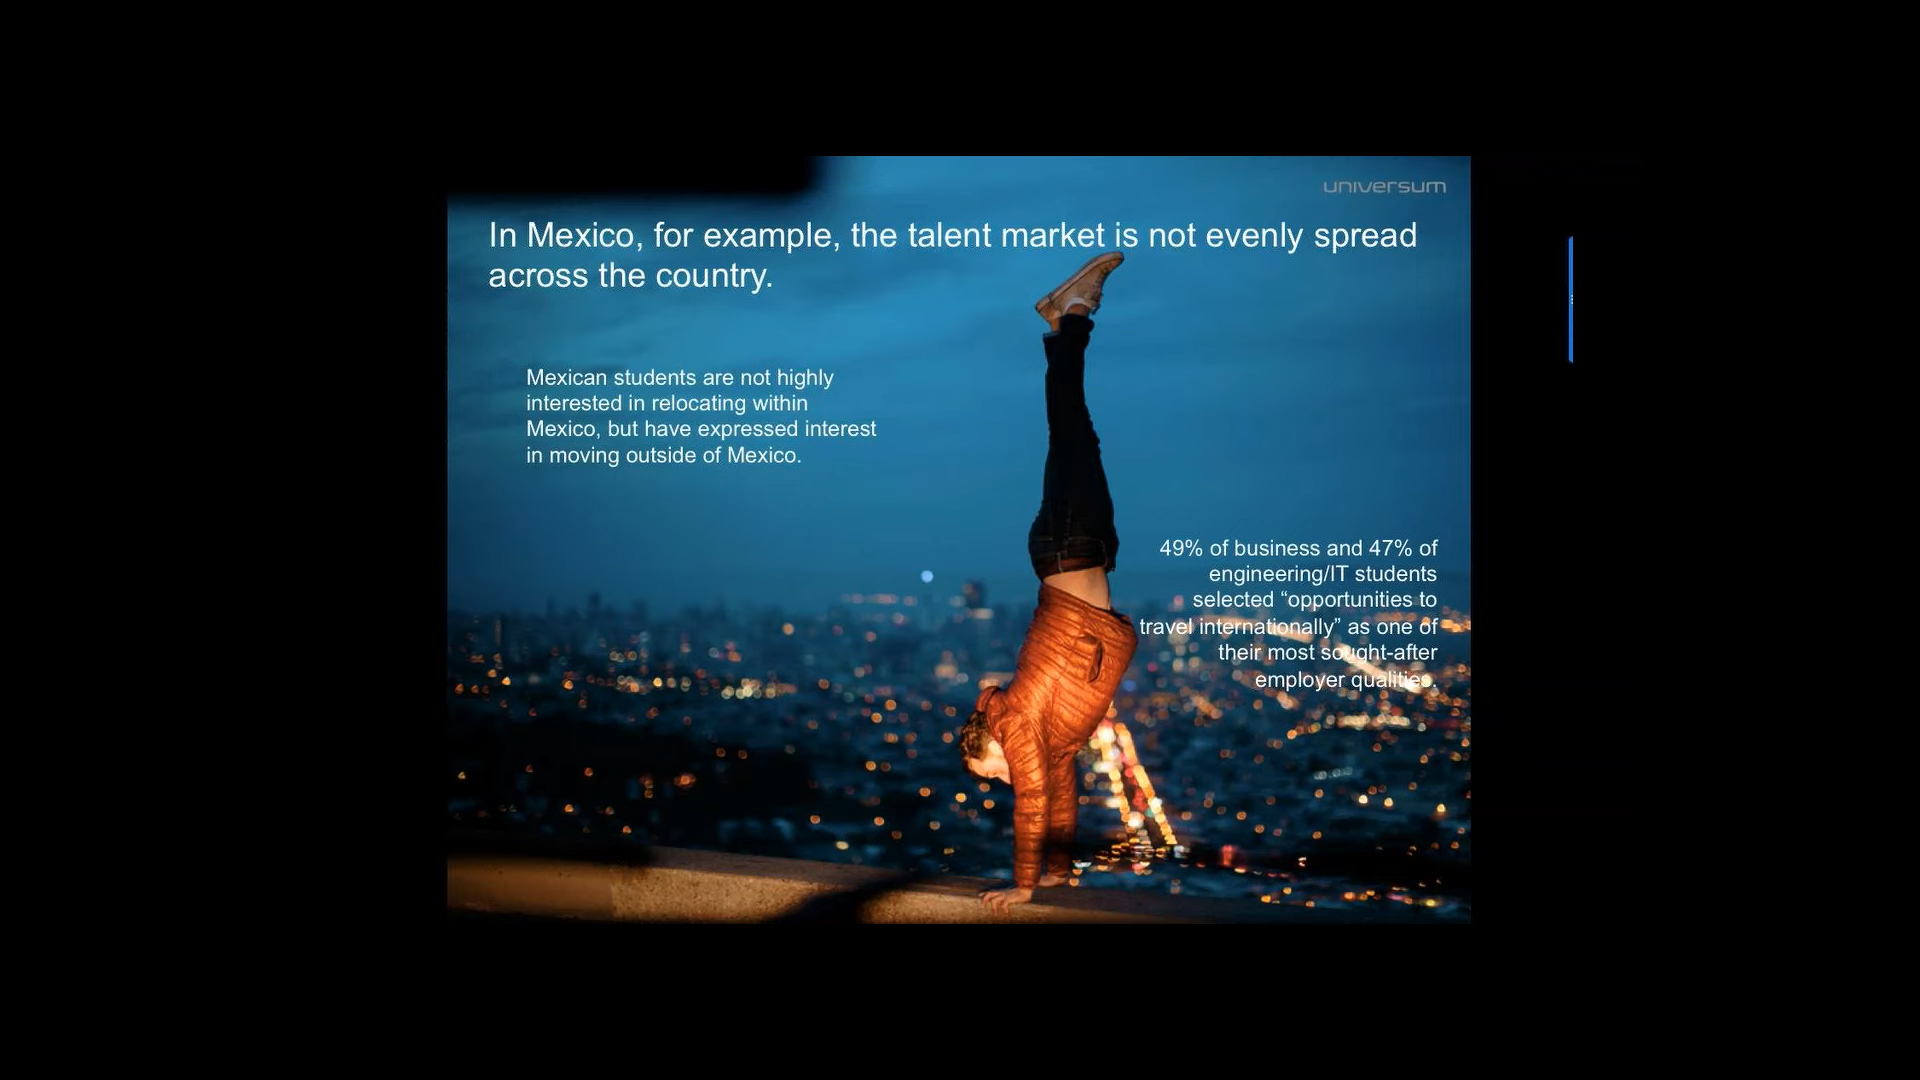 universum
In Mexico, for example, the talent market is not evenly spread
across the country.
Mexican students are not highly
interested in relocating within
Mexico, but have expressed interest
in moving outside of Mexico.
49% of business and 47% of
engineering/IT students
selected “opportunities to
travel internationally” as one of
their most sought-after
employer qualities.